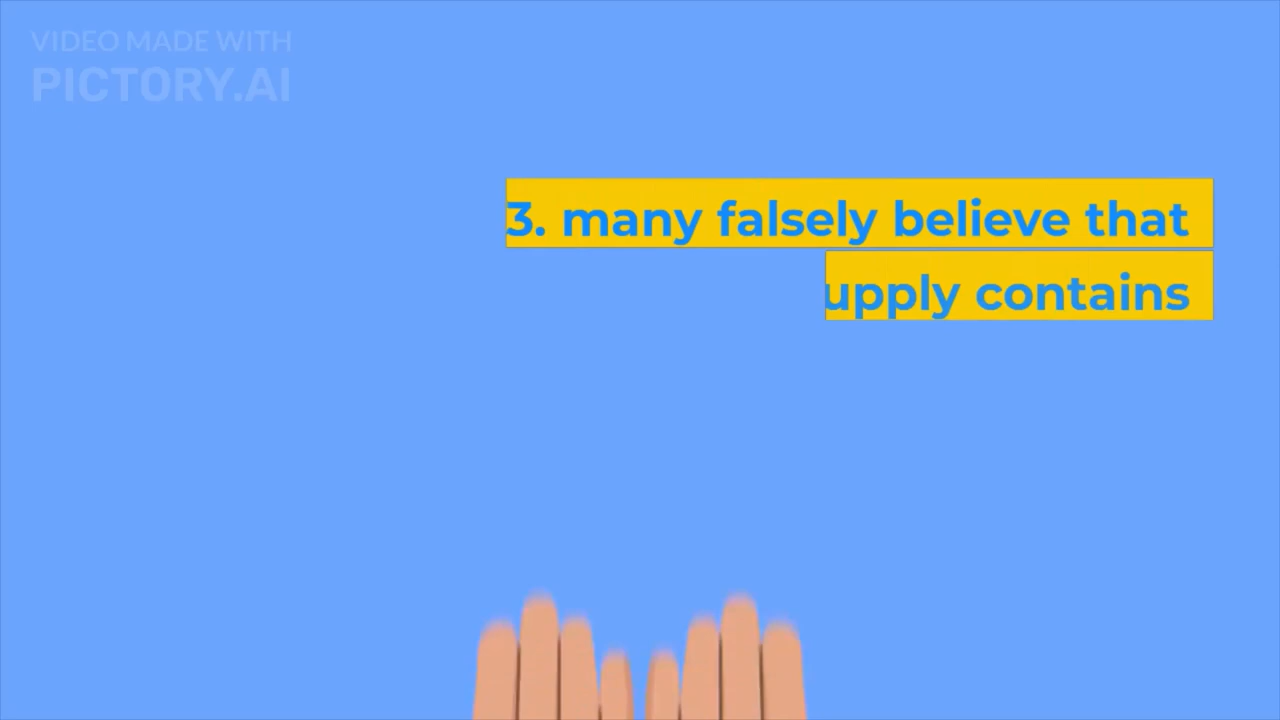 VIDEO MADE WITH
PICTORY.AI
3. many falsely believe that
upply contains